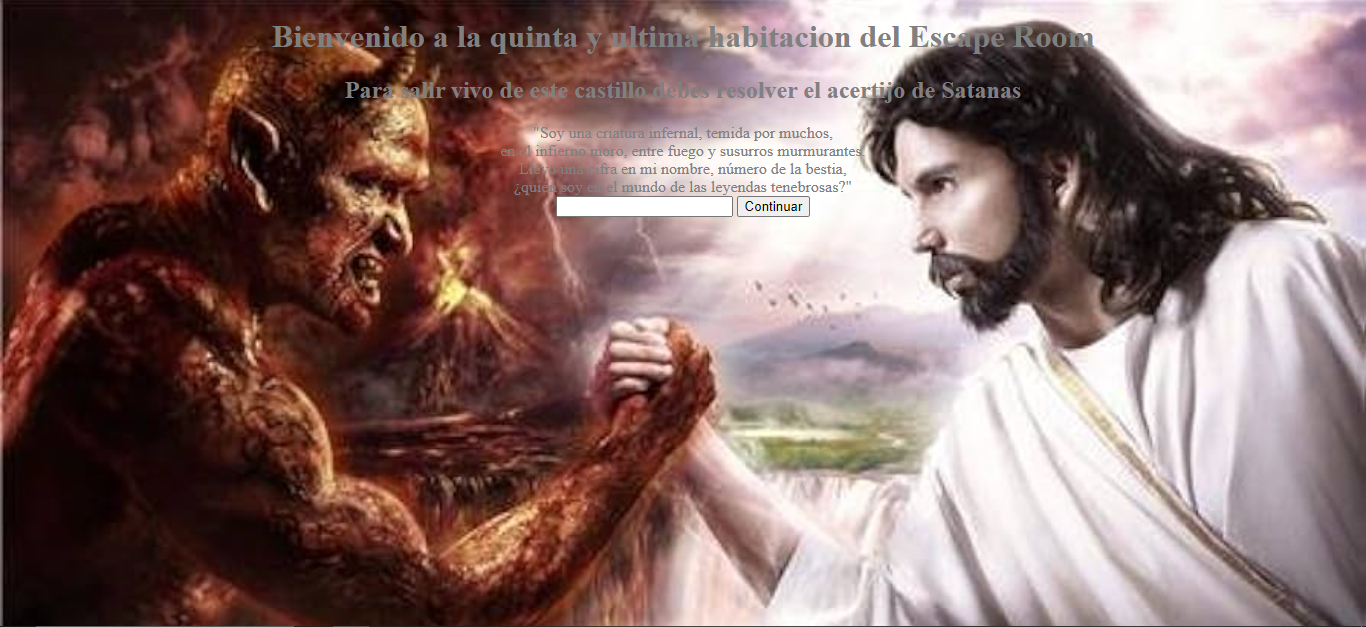 Bienvenido a la quinta y ultima habitacion del Escape Room
Para salir vivo de este castillo debes resolver el acertijo de Satanas
"Soy una criatura infernal, temida por muchos,
en el infierno moro, entre fuego y susurros murmurantes.
Llevo una cifra en mi nombre, número de la bestia,
¿quién soy en el mundo de las leyendas tenebrosas?"
Continuar